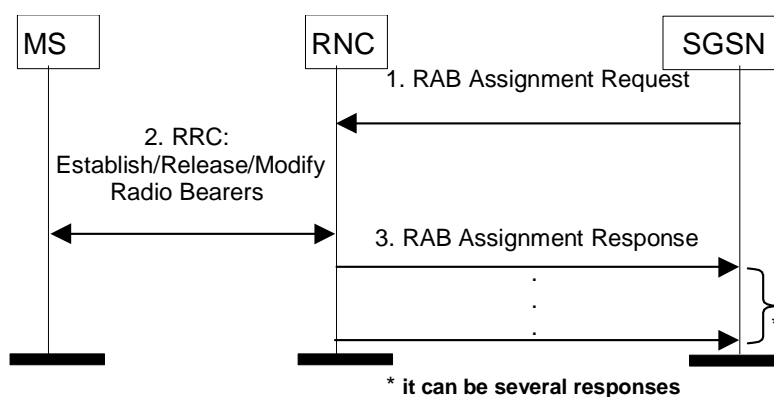 MS
RNC
SGSN
1. RAB Assignment Request
2. RRC:
Establish/Release/Modify
Radio Bearers
3. RAB Assignment Response
.
.
.
*
* it can be several responses